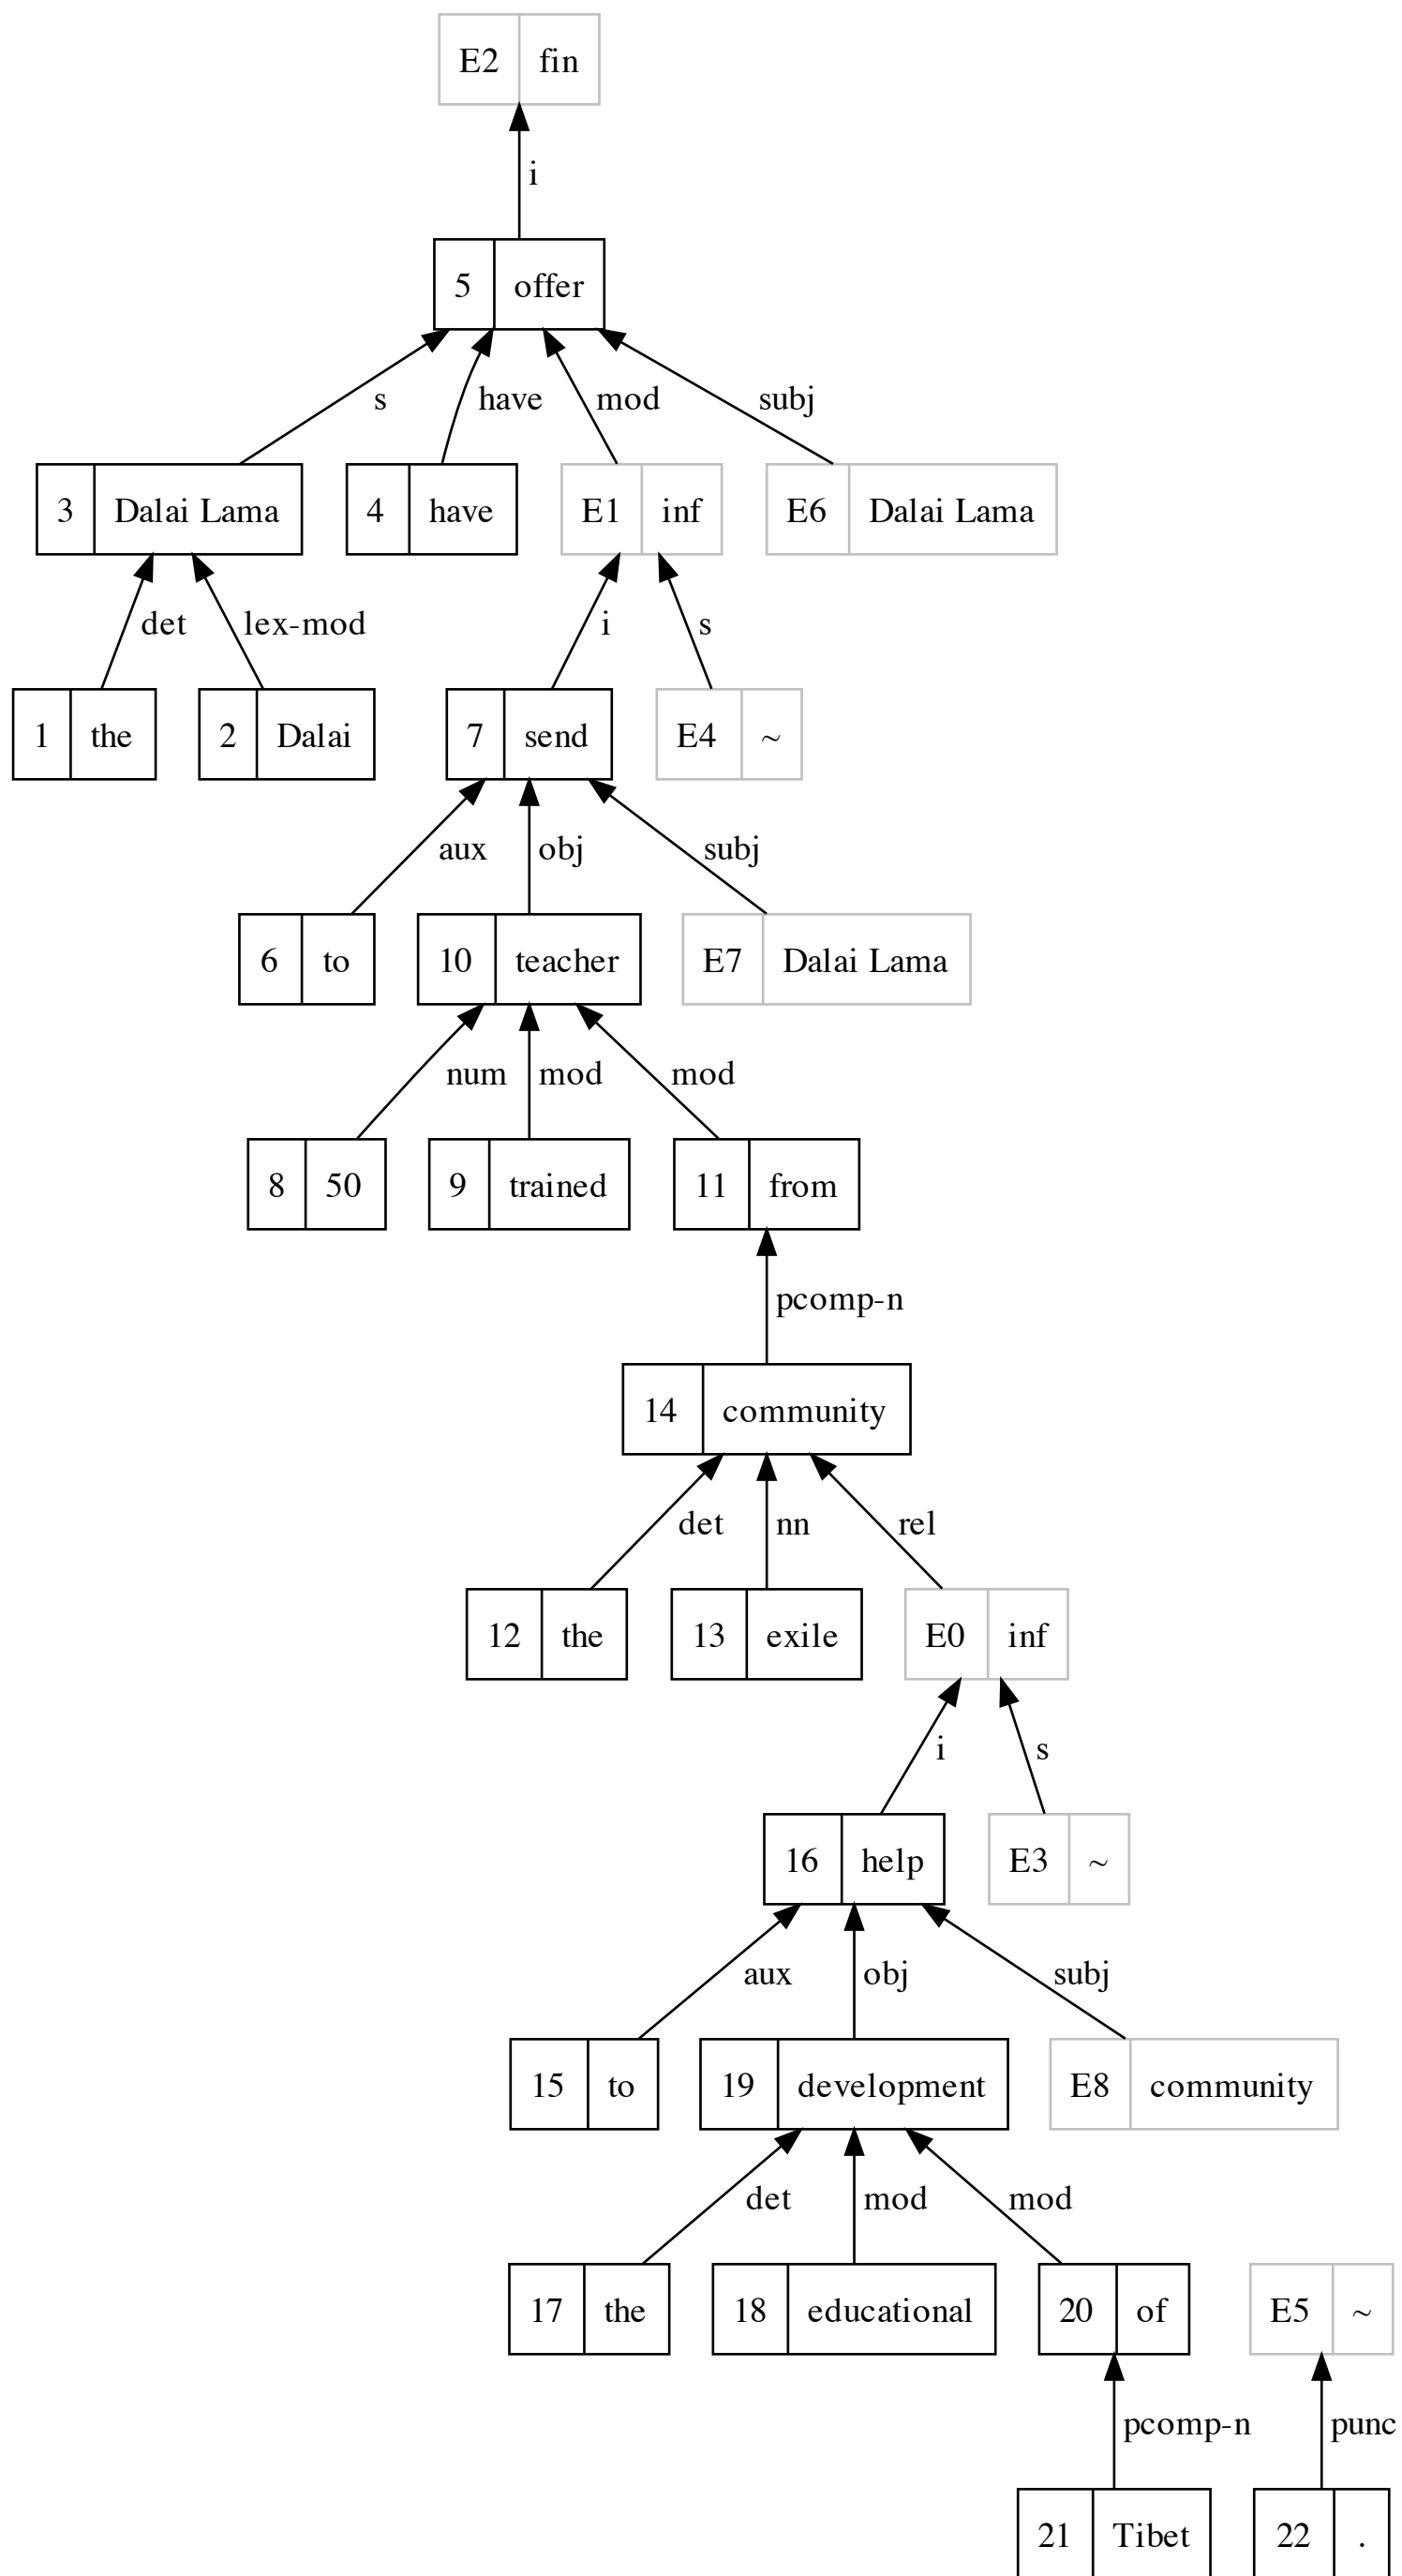 E2 fin
i
5 offer
s have mod subj
3 Dalai Lama 4 have E1 inf E6 Dalai Lama
det lex-mod i s
1 the 2 Dalai 7 send E4 ~
aux obj subj
6 to 10 teacher E7 Dalai Lama
num mod mod
8 50 9 trained 11 from
pcomp-n
14 community
det nn rel
12 the 13 exile E0 inf
i s
16 help E3 ~
aux obj subj
15 to 19 development E8 community
det mod mod
17 the 18 educational 20 of E5 ~
pcomp-n punc
21 Tibet 22 .